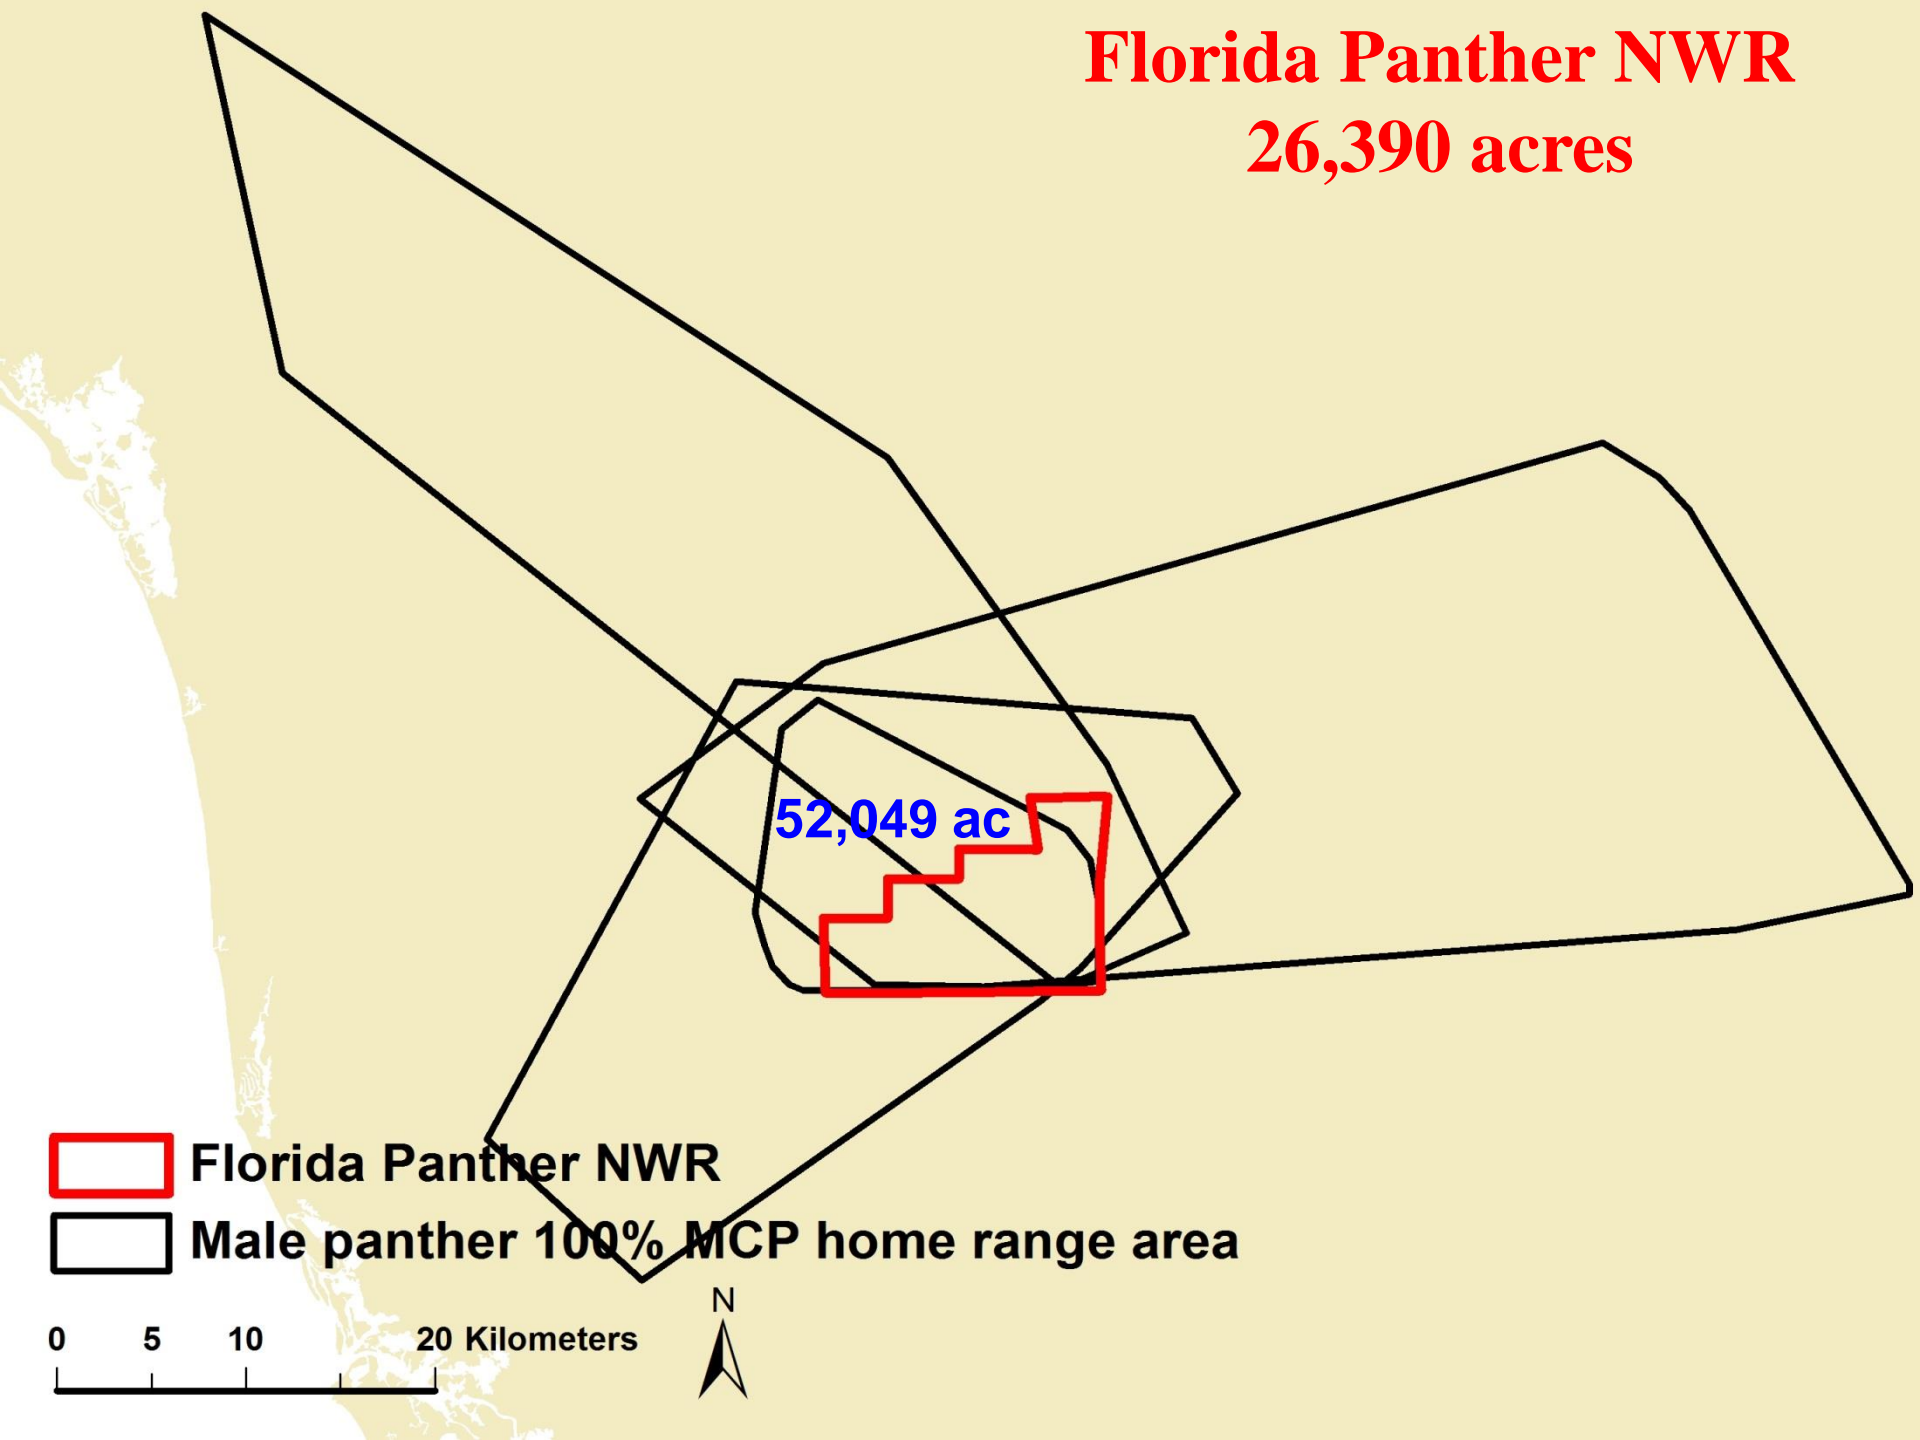 Florida Panther NWR
26,390 acres
52,049 ac
Florida Panther NWR
Male panther 100% MCP home range area
N
0 5 10 20 Kilometers